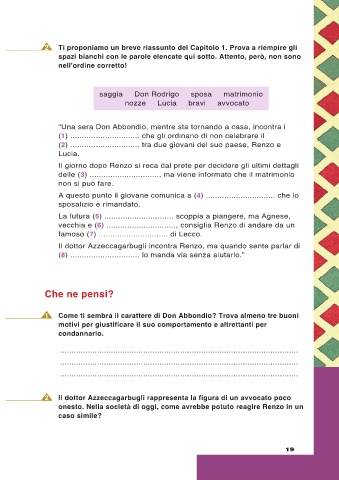 2 Ti proponiamo un breve riassunto del Capitolo 1. Prova a riempire gli
spazi bianchi con le parole elencate qui sotto. Attento, però, non sono
nell'ordine corretto!
saggia Don Rodrigo sposa matrimonio
nozze Lucia bravi avvocato
"Una sera Don Abbondio, mentre sta tornando a casa, incontra i
(1) .............................. che gli ordinano di non celebrare il
(2) .............................. tra due giovani del suo paese, Renzo e
Lucia.
Il giorno dopo Renzo si reca dal prete per decidere gli ultimi dettagli
delle (3) .............................., ma viene informato che il matrimonio
non si può fare.
A questo punto il giovane comunica a (4) .............................. che lo
sposalizio è rimandato.
La futura (5) .............................. scoppia a piangere, ma Agnese,
vecchia e (6) .............................., consiglia Renzo di andare da un
famoso (7) .............................. di Lecco.
Il dottor Azzeccagarbugli incontra Renzo, ma quando sente parlar di
(8) .............................. lo manda via senza aiutarlo."
Che ne pensi?
1 Come ti sembra il carattere di Don Abbondio? Trova almeno tre buoni
motivi per giustificare il suo comportamento e altrettanti per
condannarlo.
2 Il dottor Azzeccagarbugli rappresenta la figura di un avvocato poco
onesto. Nella società di oggi, come avrebbe potuto reagire Renzo in un
caso simile?
19